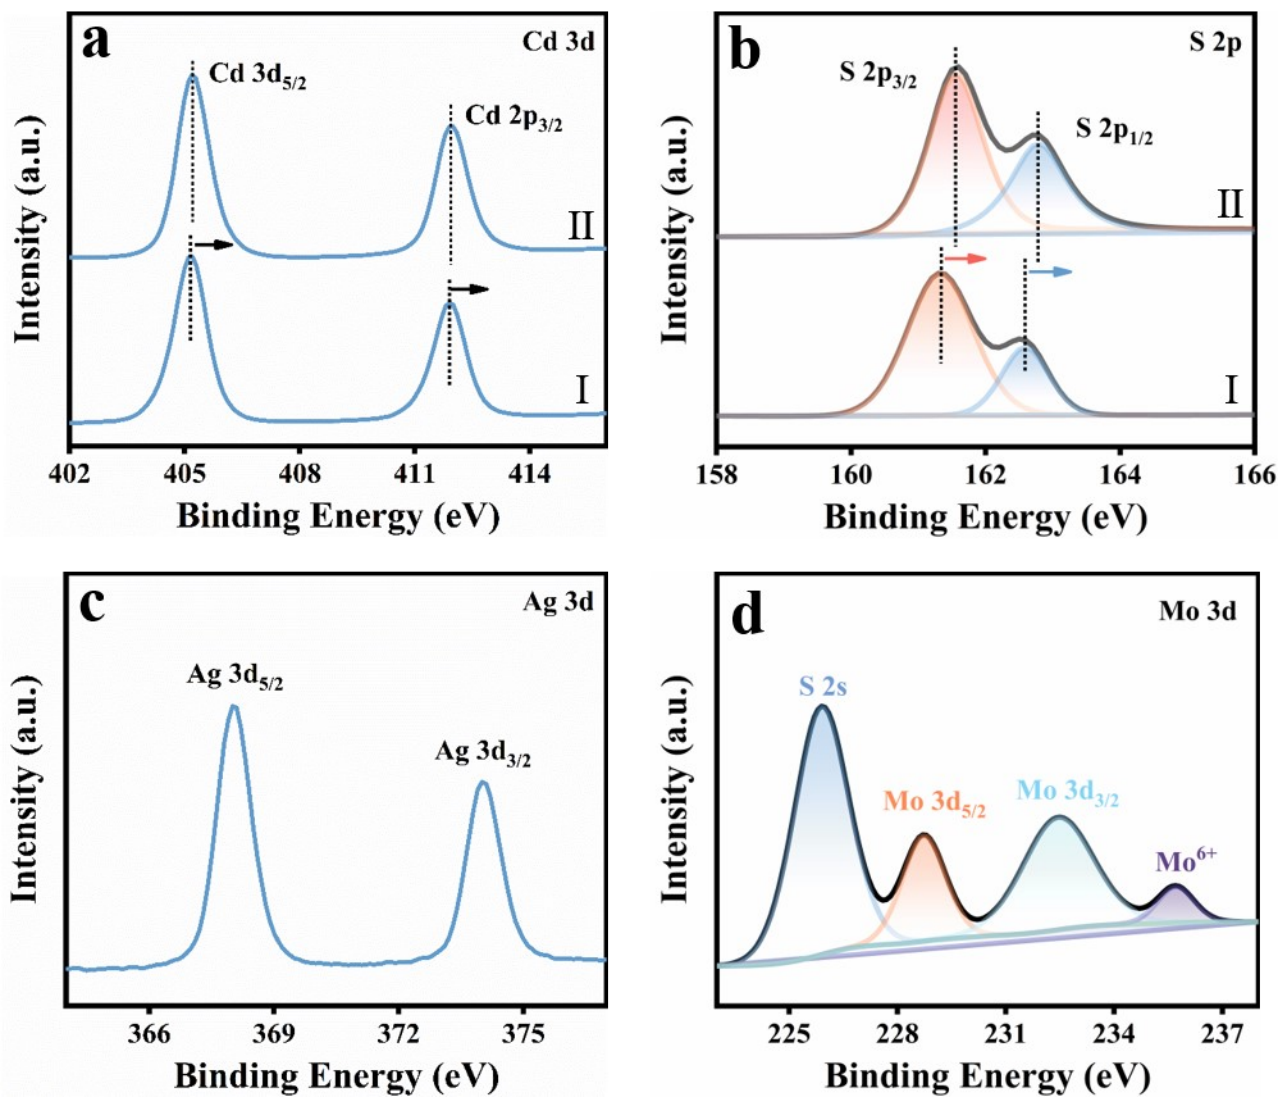 a
Cd 3d
Cd 3d5/2
Cd 2p3/2
II
I
Intensity (a.u.)
402 405 408 411 414
Binding Energy (eV)
b
S 2p
S 2p3/2
S 2p1/2
II
I
Intensity (a.u.)
158 160 162 164 166
Binding Energy (eV)
c
Ag 3d
Ag 3d5/2
Ag 3d3/2
Intensity (a.u.)
366 369 372 375
Binding Energy (eV)
d
Mo 3d
S 2s
Mo 3d5/2
Mo 3d3/2
Mo6+
Intensity (a.u.)
225 228 231 234 237
Binding Energy (eV)